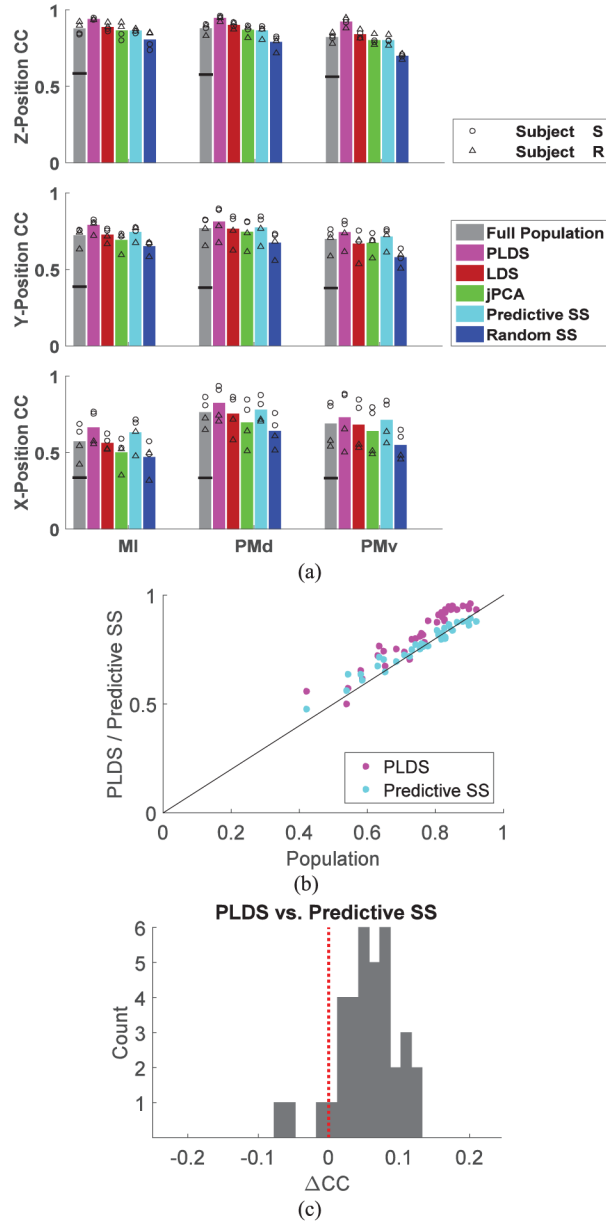 Z-Position CC
1
0.5
0
Subject S
Subject R
Y-Position CC
1
0.5
0
Full Population
PLDS
LDS
jPCA
Predictive SS
Random SS
X-Position CC
1
0.5
0
MI
PMd
PMv
(a)
PLDS / Predictive SS
1
0.5
0
0
0.2
0.4
0.6
0.8
1
PLDS
Predictive SS
Population
(b)
PLDS vs. Predictive SS
Count
6
5
4
3
2
1
-0.2
-0.1
0
0.1
0.2
ΔCC
(c)